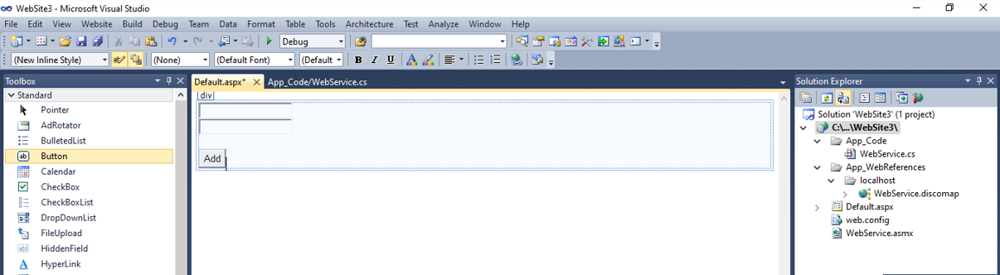 WebSite3 - Microsoft Visual Studio
File Edit View Website Build Debug Team Data Format Table Tools Architecture Test Analyze Window Help
Debug
(New Inline Style) (None) (Default Font) (Default B I U A
Toolbox
Standard
Pointer
AdRotator
BulletedList
ab Button
Calendar
CheckBox
CheckBoxList
DropDownList
FileUpload
abl HiddenField
A HyperLink
Default.aspx* App_Code/WebService.cs
div
Add
Solution Explorer
Solution 'WebSite3' (1 project)
C:\...\WebSite3\
App_Code
WebService.cs
App_WebReferences
localhost
WebService.discomap
Default.aspx
web.config
WebService.asmx